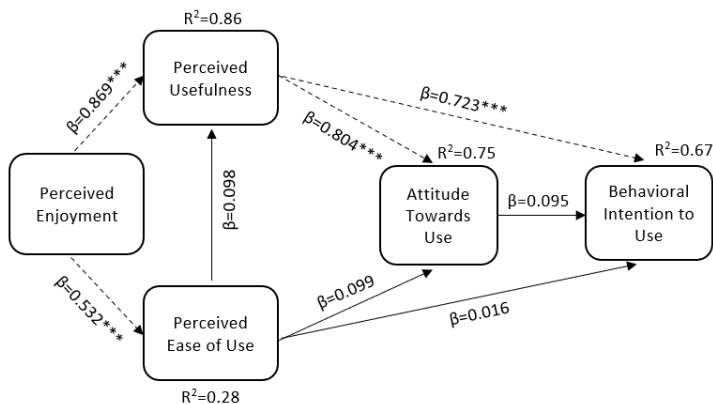 R²=0.86
Perceived
Usefulness
β=0.869***
β=0.723***
β=0.804***
R²=0.75
R²=0.67
Perceived
Enjoyment
β=0.098
Attitude
Towards
Use
β=0.095
Behavioral
Intention to
Use
β=0.532***
Perceived
Ease of Use
β=0.099
β=0.016
R²=0.28